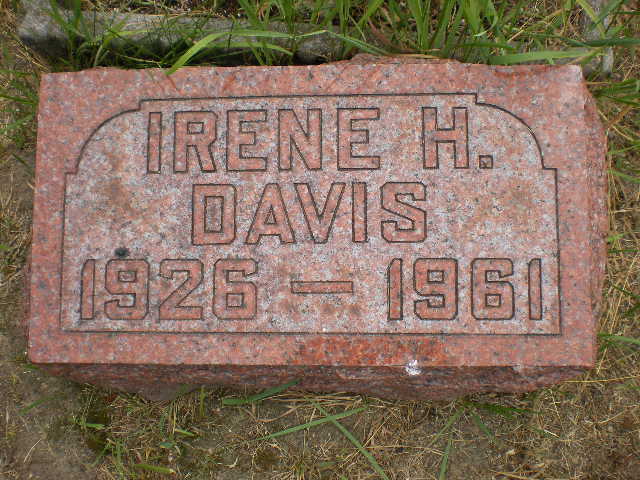 IRENE H.
DAVIS
1926 — 1961